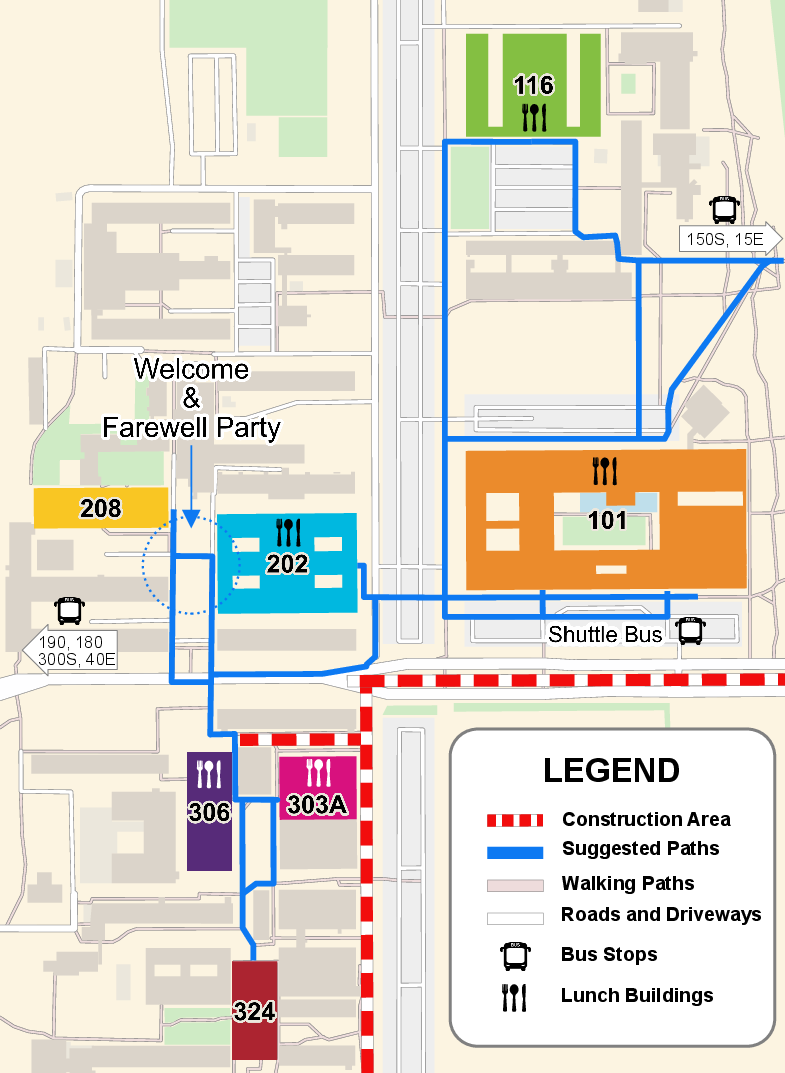 116
150S, 15E
Welcome
&
Farewell Party
208
101
202
190, 180
300S, 40E
Shuttle Bus
306
303A
324
LEGEND
Construction Area
Suggested Paths
Walking Paths
Roads and Driveways
Bus Stops
Lunch Buildings